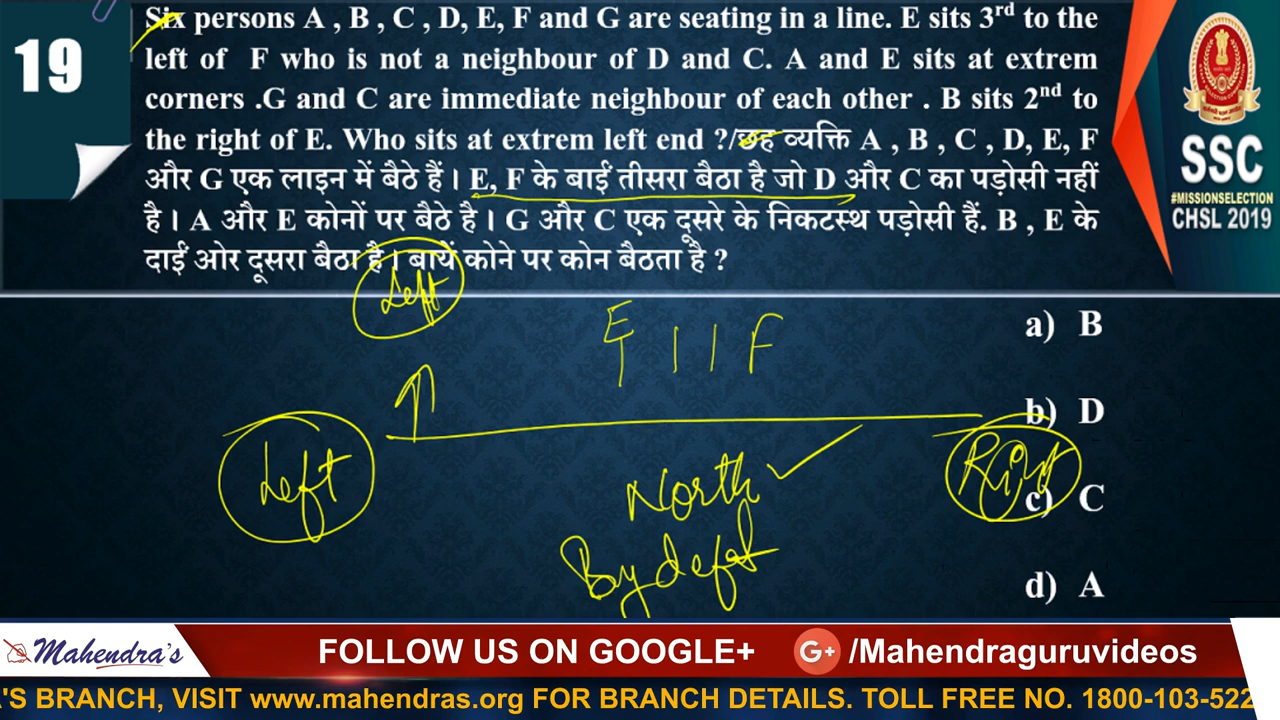 19
Six persons A , B , C , D, E, F and G are seating in a line. E sits 3rd to the
left of F who is not a neighbour of D and C. A and E sits at extrem
corners .G and C are immediate neighbour of each other . B sits 2nd to
the right of E. Who sits at extrem left end ?/छह व्यक्ति A , B , C , D, E, F
और G एक लाइन में बैठे हैं। E, F के बाईं तीसरा बैठा है जो D और C का पड़ोसी नहीं
है। A और E कोनों पर बैठे है। G और C एक दूसरे के निकटस्थ पड़ोसी हैं. B , E के
दाईं ओर दूसरा बैठा है। बायें कोने पर कोन बैठता है ?
SSC
#MISSIONSELECTION
CHSL 2019
Left
E | | F
Left
Right
North
By default
a) B
b) D
c) C
d) A
Mahendra's
FOLLOW US ON GOOGLE+
G+ /Mahendraguruvideos
'S BRANCH, VISIT www.mahendras.org FOR BRANCH DETAILS. TOLL FREE NO. 1800-103-522